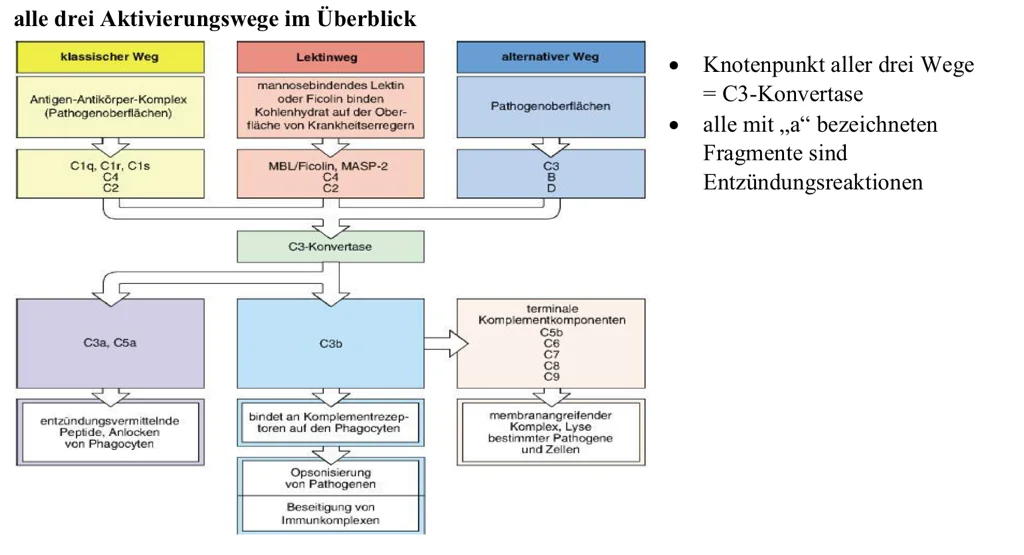 alle drei Aktivierungswege im Überblick
klassischer Weg
Lektinweg
alternativer Weg
Antigen-Antikörper-Komplex
(Pathogenoberflächen)
mannosebindendes Lektin
oder Ficolin binden
Kohlenhydrat auf der Ober-
fläche von Krankheitserregern
Pathogenoberflächen
C1q, C1r, C1s
C4
C2
MBL/Ficolin, MASP-2
C4
C2
C3
B
D
C3-Konvertase
C3a, C5a
C3b
terminale
Komplementkomponenten
C5b
C6
C7
C8
C9
entzündungsvermittelnde
Peptide, Anlocken
von Phagocyten
bindet an Komplementrezep-
toren auf den Phagocyten
Opsonisierung
von Pathogenen
Beseitigung von
Immunkomplexen
membranangreifender
Komplex, Lyse
bestimmter Pathogene
und Zellen
• Knotenpunkt aller drei Wege
= C3-Konvertase
• alle mit „a“ bezeichneten
Fragmente sind
Entzündungsreaktionen